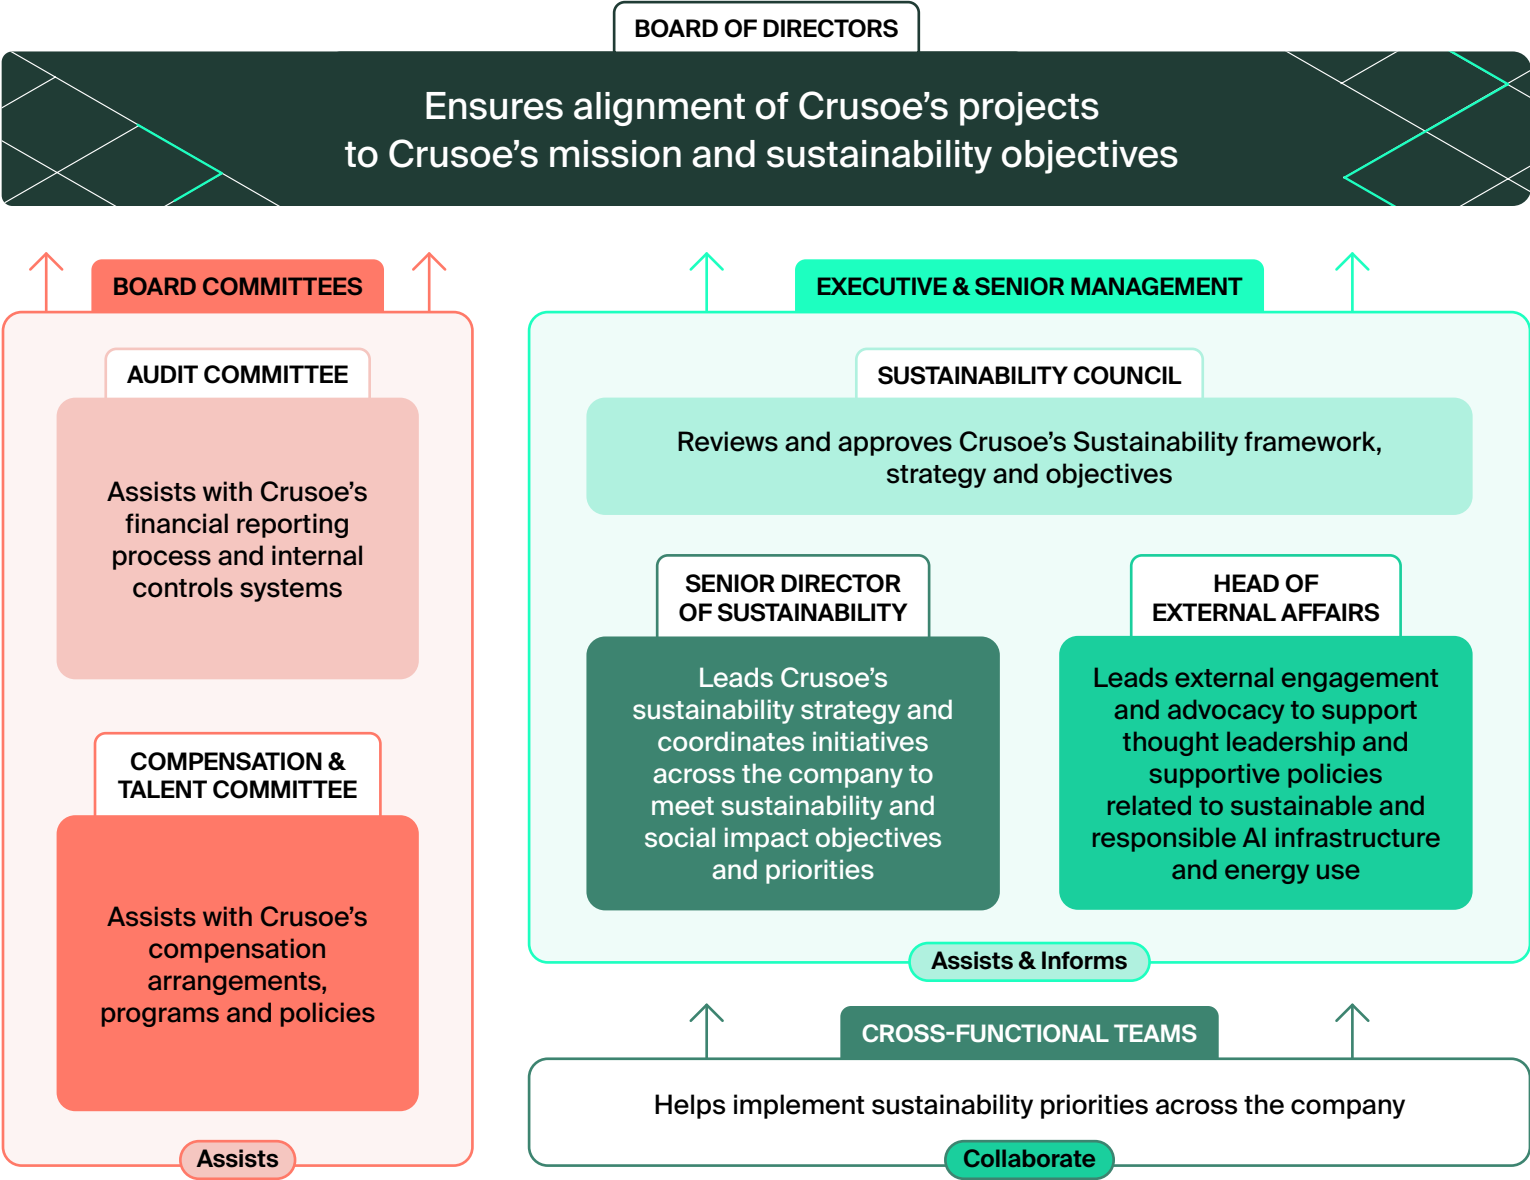 BOARD OF DIRECTORS
Ensures alignment of Crusoe’s projects
to Crusoe’s mission and sustainability objectives
BOARD COMMITTEES
AUDIT COMMITTEE
Assists with Crusoe’s
financial reporting
process and internal
controls systems
COMPENSATION &
TALENT COMMITTEE
Assists with Crusoe’s
compensation
arrangements,
programs and policies
Assists
EXECUTIVE & SENIOR MANAGEMENT
SUSTAINABILITY COUNCIL
Reviews and approves Crusoe’s Sustainability framework,
strategy and objectives
SENIOR DIRECTOR
OF SUSTAINABILITY
Leads Crusoe’s
sustainability strategy and
coordinates initiatives
across the company to
meet sustainability and
social impact objectives
and priorities
HEAD OF
EXTERNAL AFFAIRS
Leads external engagement
and advocacy to support
thought leadership and
supportive policies
related to sustainable and
responsible AI infrastructure
and energy use
Assists & Informs
CROSS-FUNCTIONAL TEAMS
Helps implement sustainability priorities across the company
Collaborate